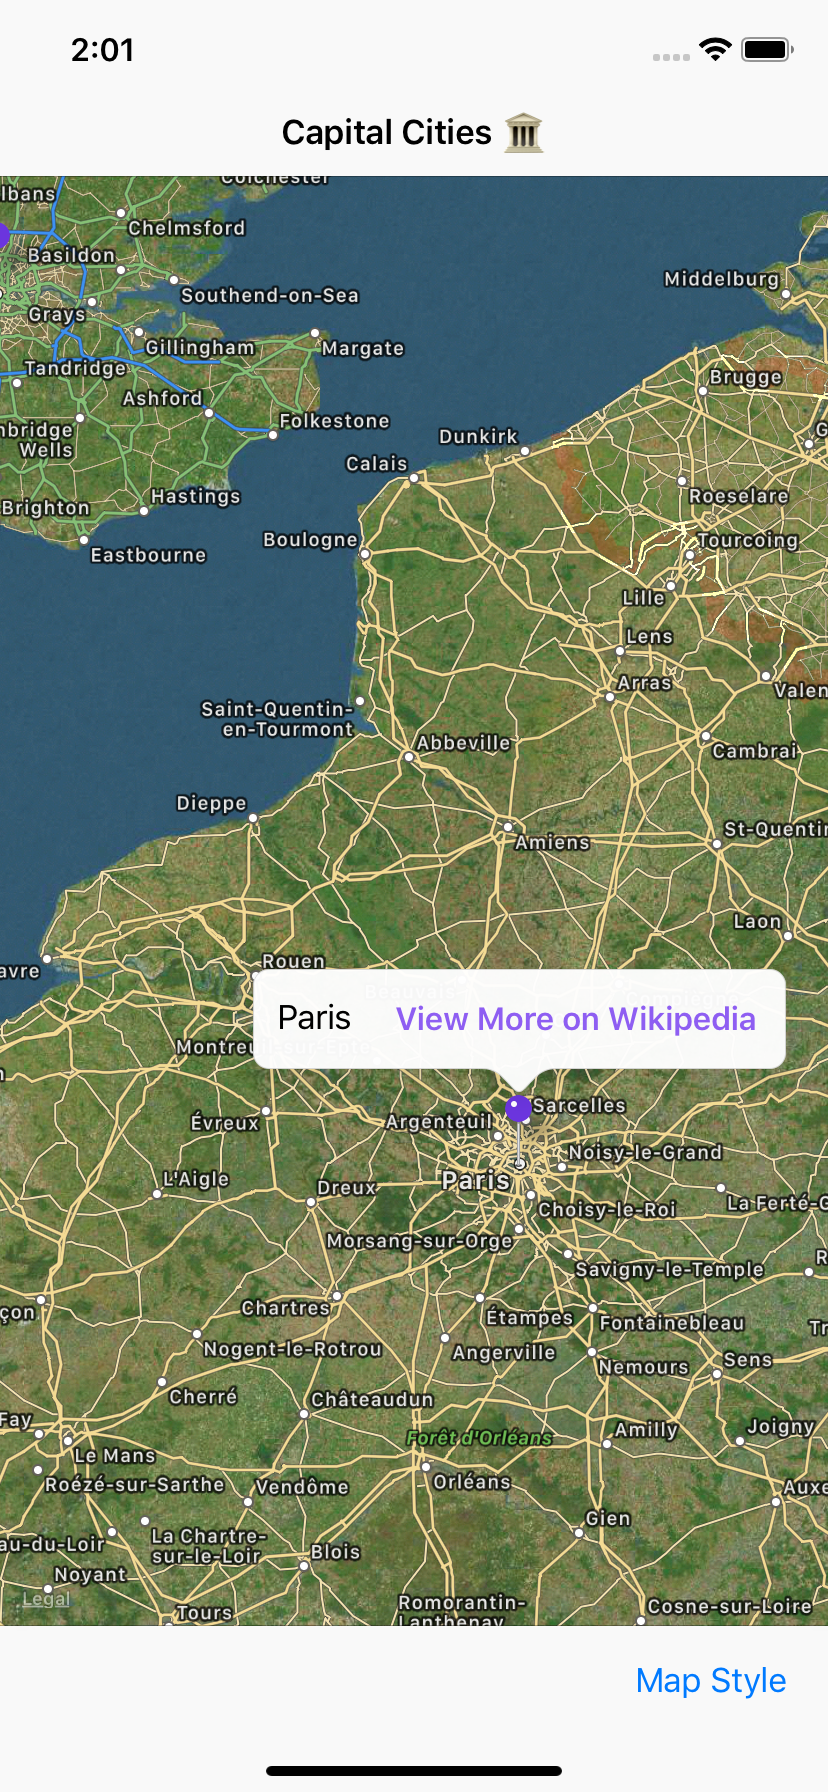 2:01
Capital Cities
lbans
Colchester
Chelmsford
Basildon
Middelburg
Southend-on-Sea
Grays
Gillingham
Margate
Tandridge
Brugge
Ashford
Folkestone
nbridge
Wells
Dunkirk
G
Calais
Hastings
Roeselare
Brighton
Boulogne
Tourcoing
Eastbourne
Lille
Lens
Arras
Valen
Saint-Quentin-
en-Tourmont
Abbeville
Cambrai
Dieppe
St-Quentin
Amiens
Laon
Rouen
avre
Beauvais
Compiègne
Paris
View More on Wikipedia
Montreuil-sur-Epte
n
Sarcelles
Évreux
Argenteuil
Noisy-le-Grand
L'Aigle
Paris
Dreux
La Ferté-G
Choisy-le-Roi
Morsang-sur-Orge
Savigny-le-Temple
R
çon
Chartres
Étampes
Fontainebleau
Tr
Nogent-le-Rotrou
Angerville
Nemours
Sens
Cherré
Châteaudun
Fay
Forêt d'Orléans
Amilly
Joigny
Le Mans
Roézé-sur-Sarthe
Vendôme
Orléans
Auxe
Gien
au-du-Loir
La Chartre-
sur-le-Loir
Blois
Noyant
Legal
Tours
Romorantin-
Lanthenay
Cosne-sur-Loire
Map Style